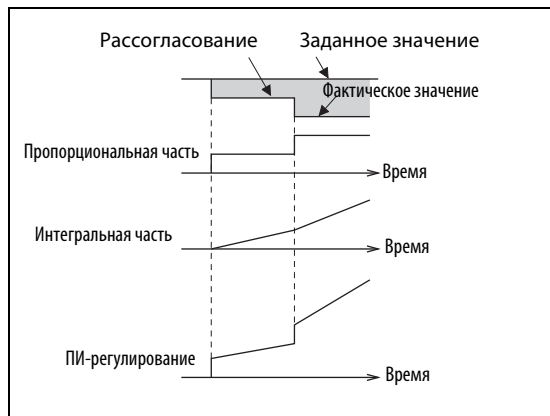 Рассогласование
Заданное значение
Фактическое значение
Пропорциональная часть
Время
Интегральная часть
Время
ПИ-регулирование
Время